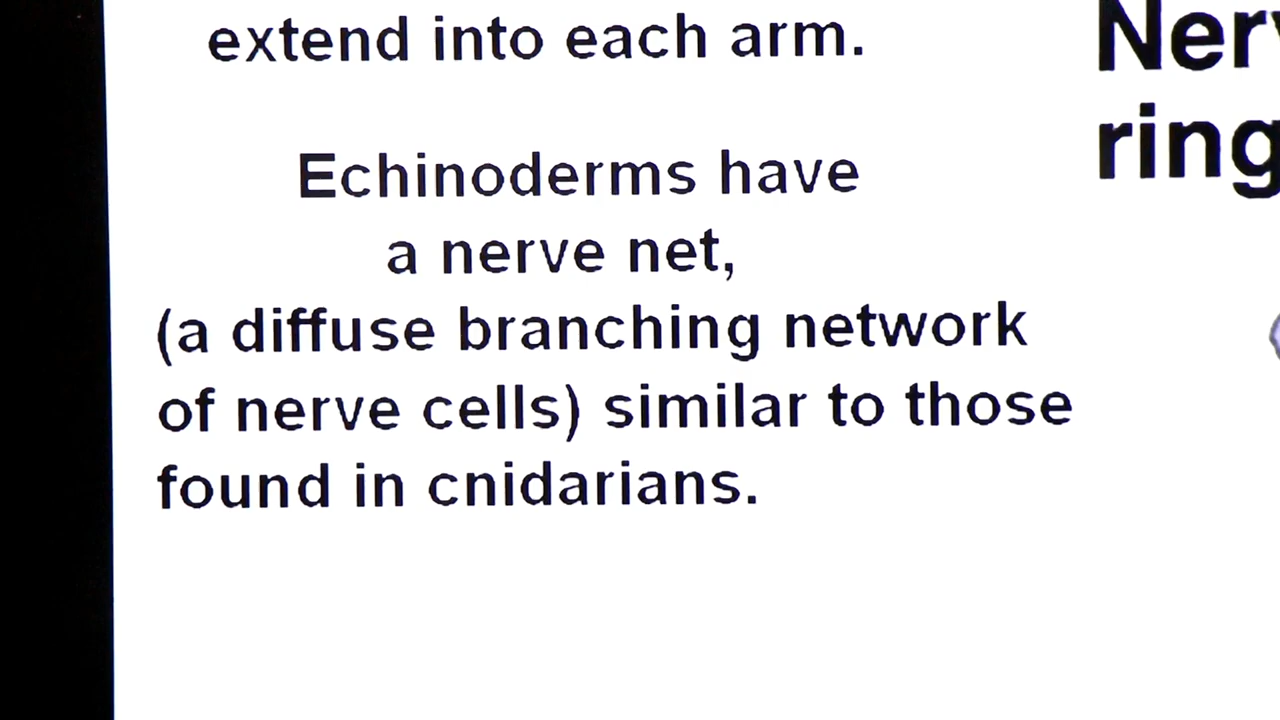 extend into each arm.
Echinoderms have
a nerve net,
(a diffuse branching network
of nerve cells) similar to those
found in cnidarians.
ring